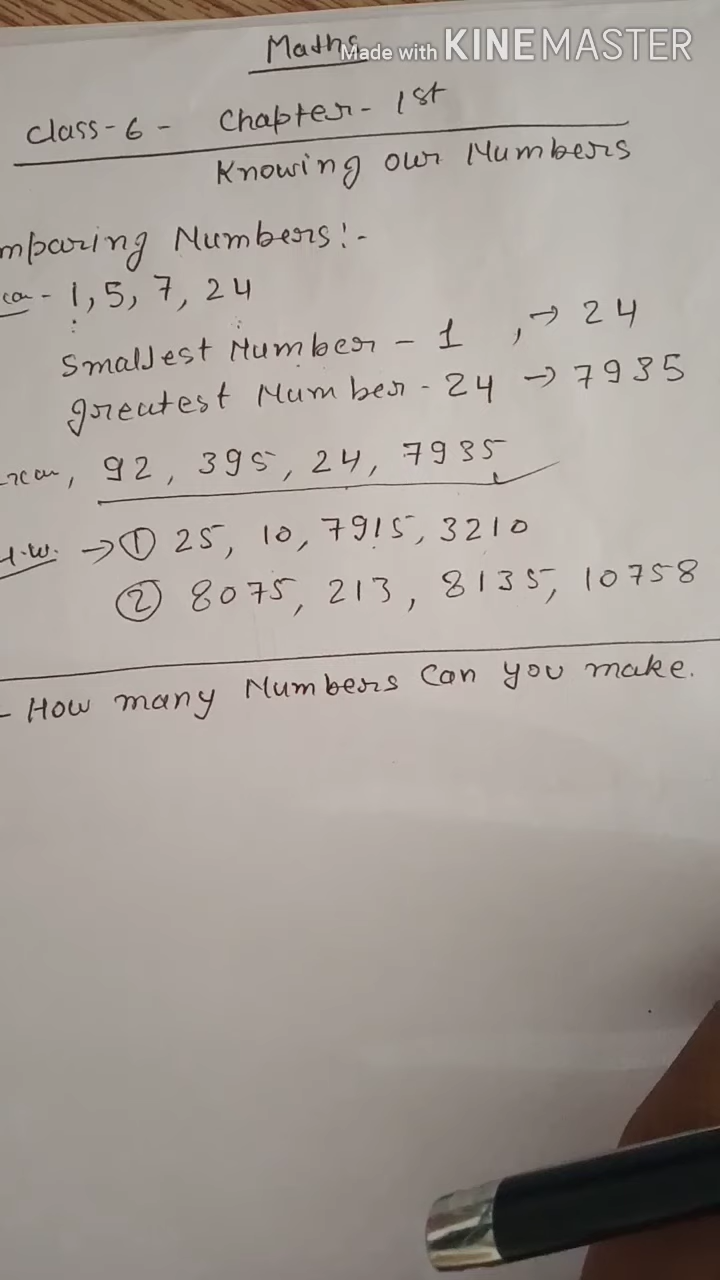 Maths
Made with KINEMASTER
Class-6 - Chapter- 1st
Knowing our Numbers
mparing Numbers:-
- 1, 5, 7, 24
Smallest Number - 1 , → 24
greatest Number - 24 → 7935
, 92, 395, 24, 7935
.w. → ① 25, 10, 7915, 3210
② 8075, 213, 8135, 10758
- How many Numbers Can you make.